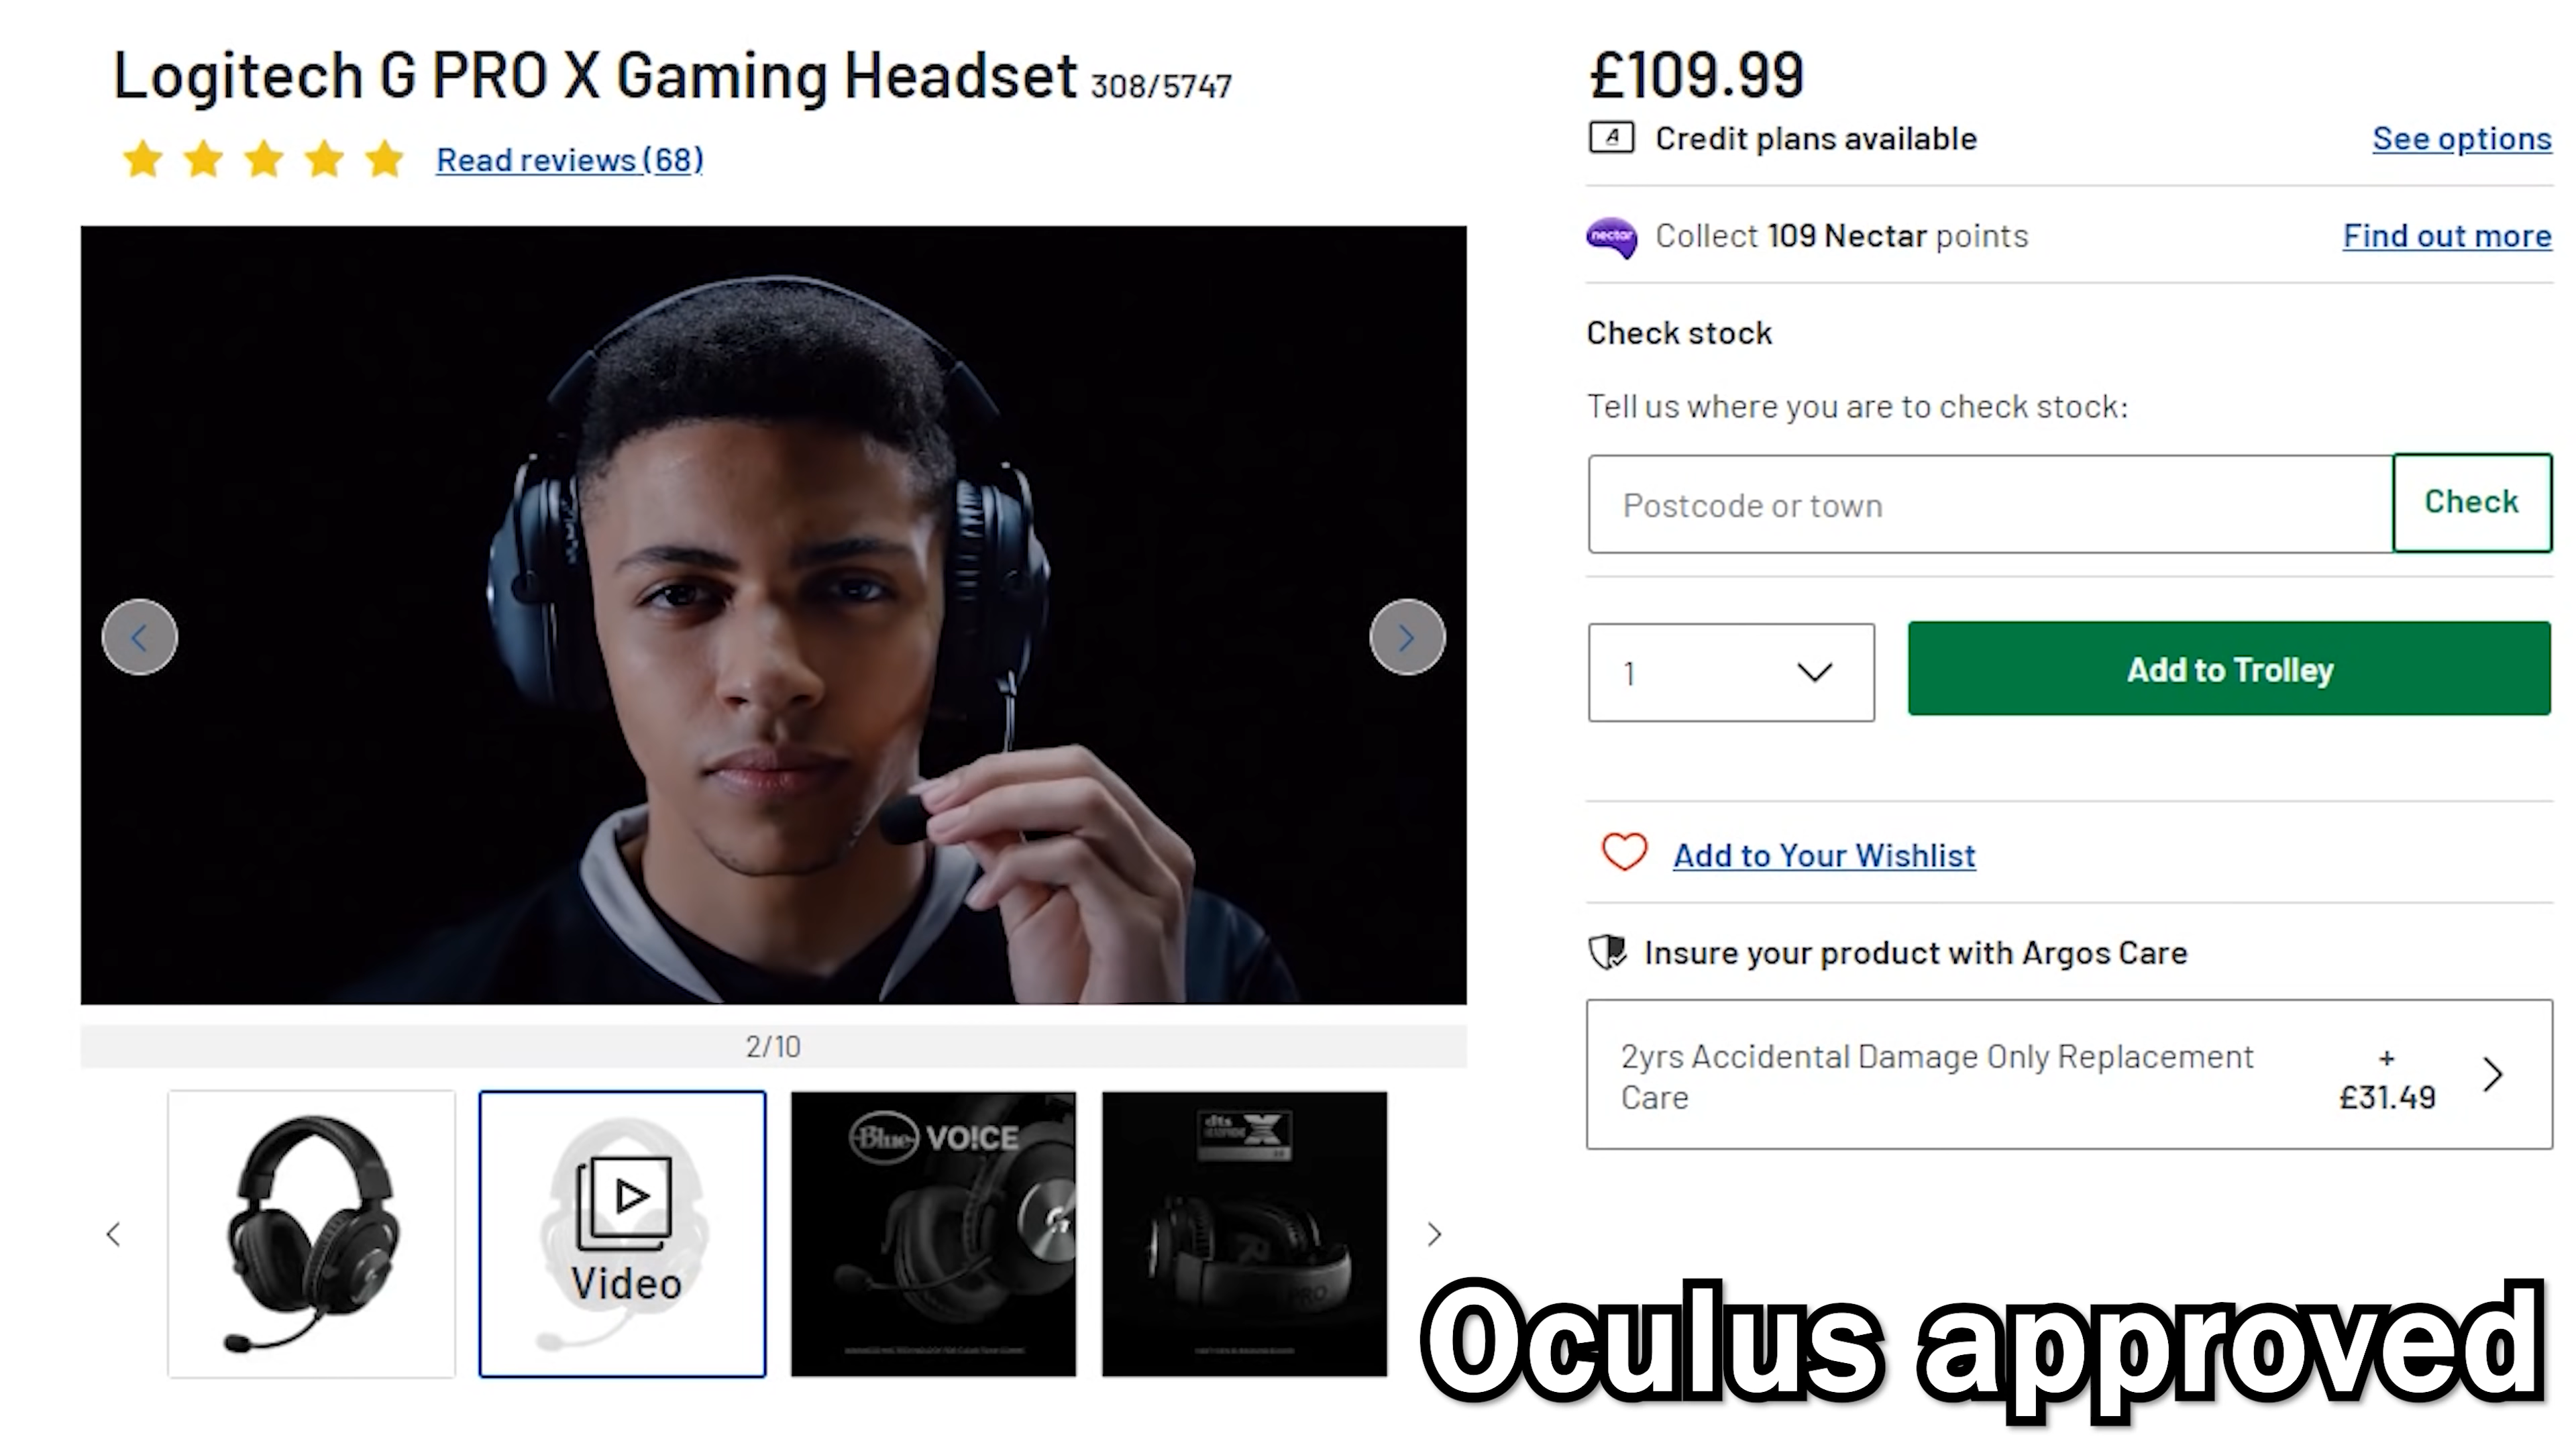 Logitech G PRO X Gaming Headset 308/5747
Read reviews (68)
£109.99
Credit plans available
See options
nectar
Collect 109 Nectar points
Find out more
Check stock
Tell us where you are to check stock:
Postcode or town
Check
1
Add to Trolley
Add to Your Wishlist
Insure your product with Argos Care
2yrs Accidental Damage Only Replacement
Care
+
£31.49
2/10
Video
Blue VO!CE
dts
X
PRO
Oculus approved